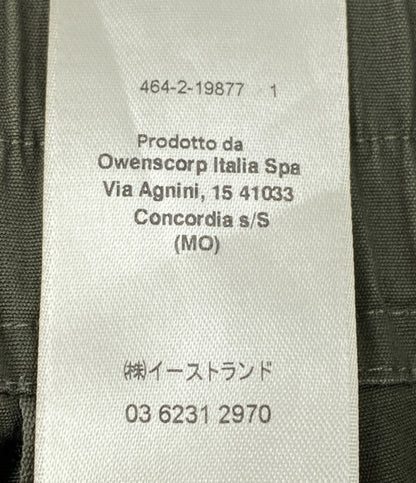 464-2-19877 1
Prodotto da
Owenscorp Italia Spa
Via Agnini, 15 41033
Concordia s/S
(MO)
㈱イーストランド
03 6231 2970